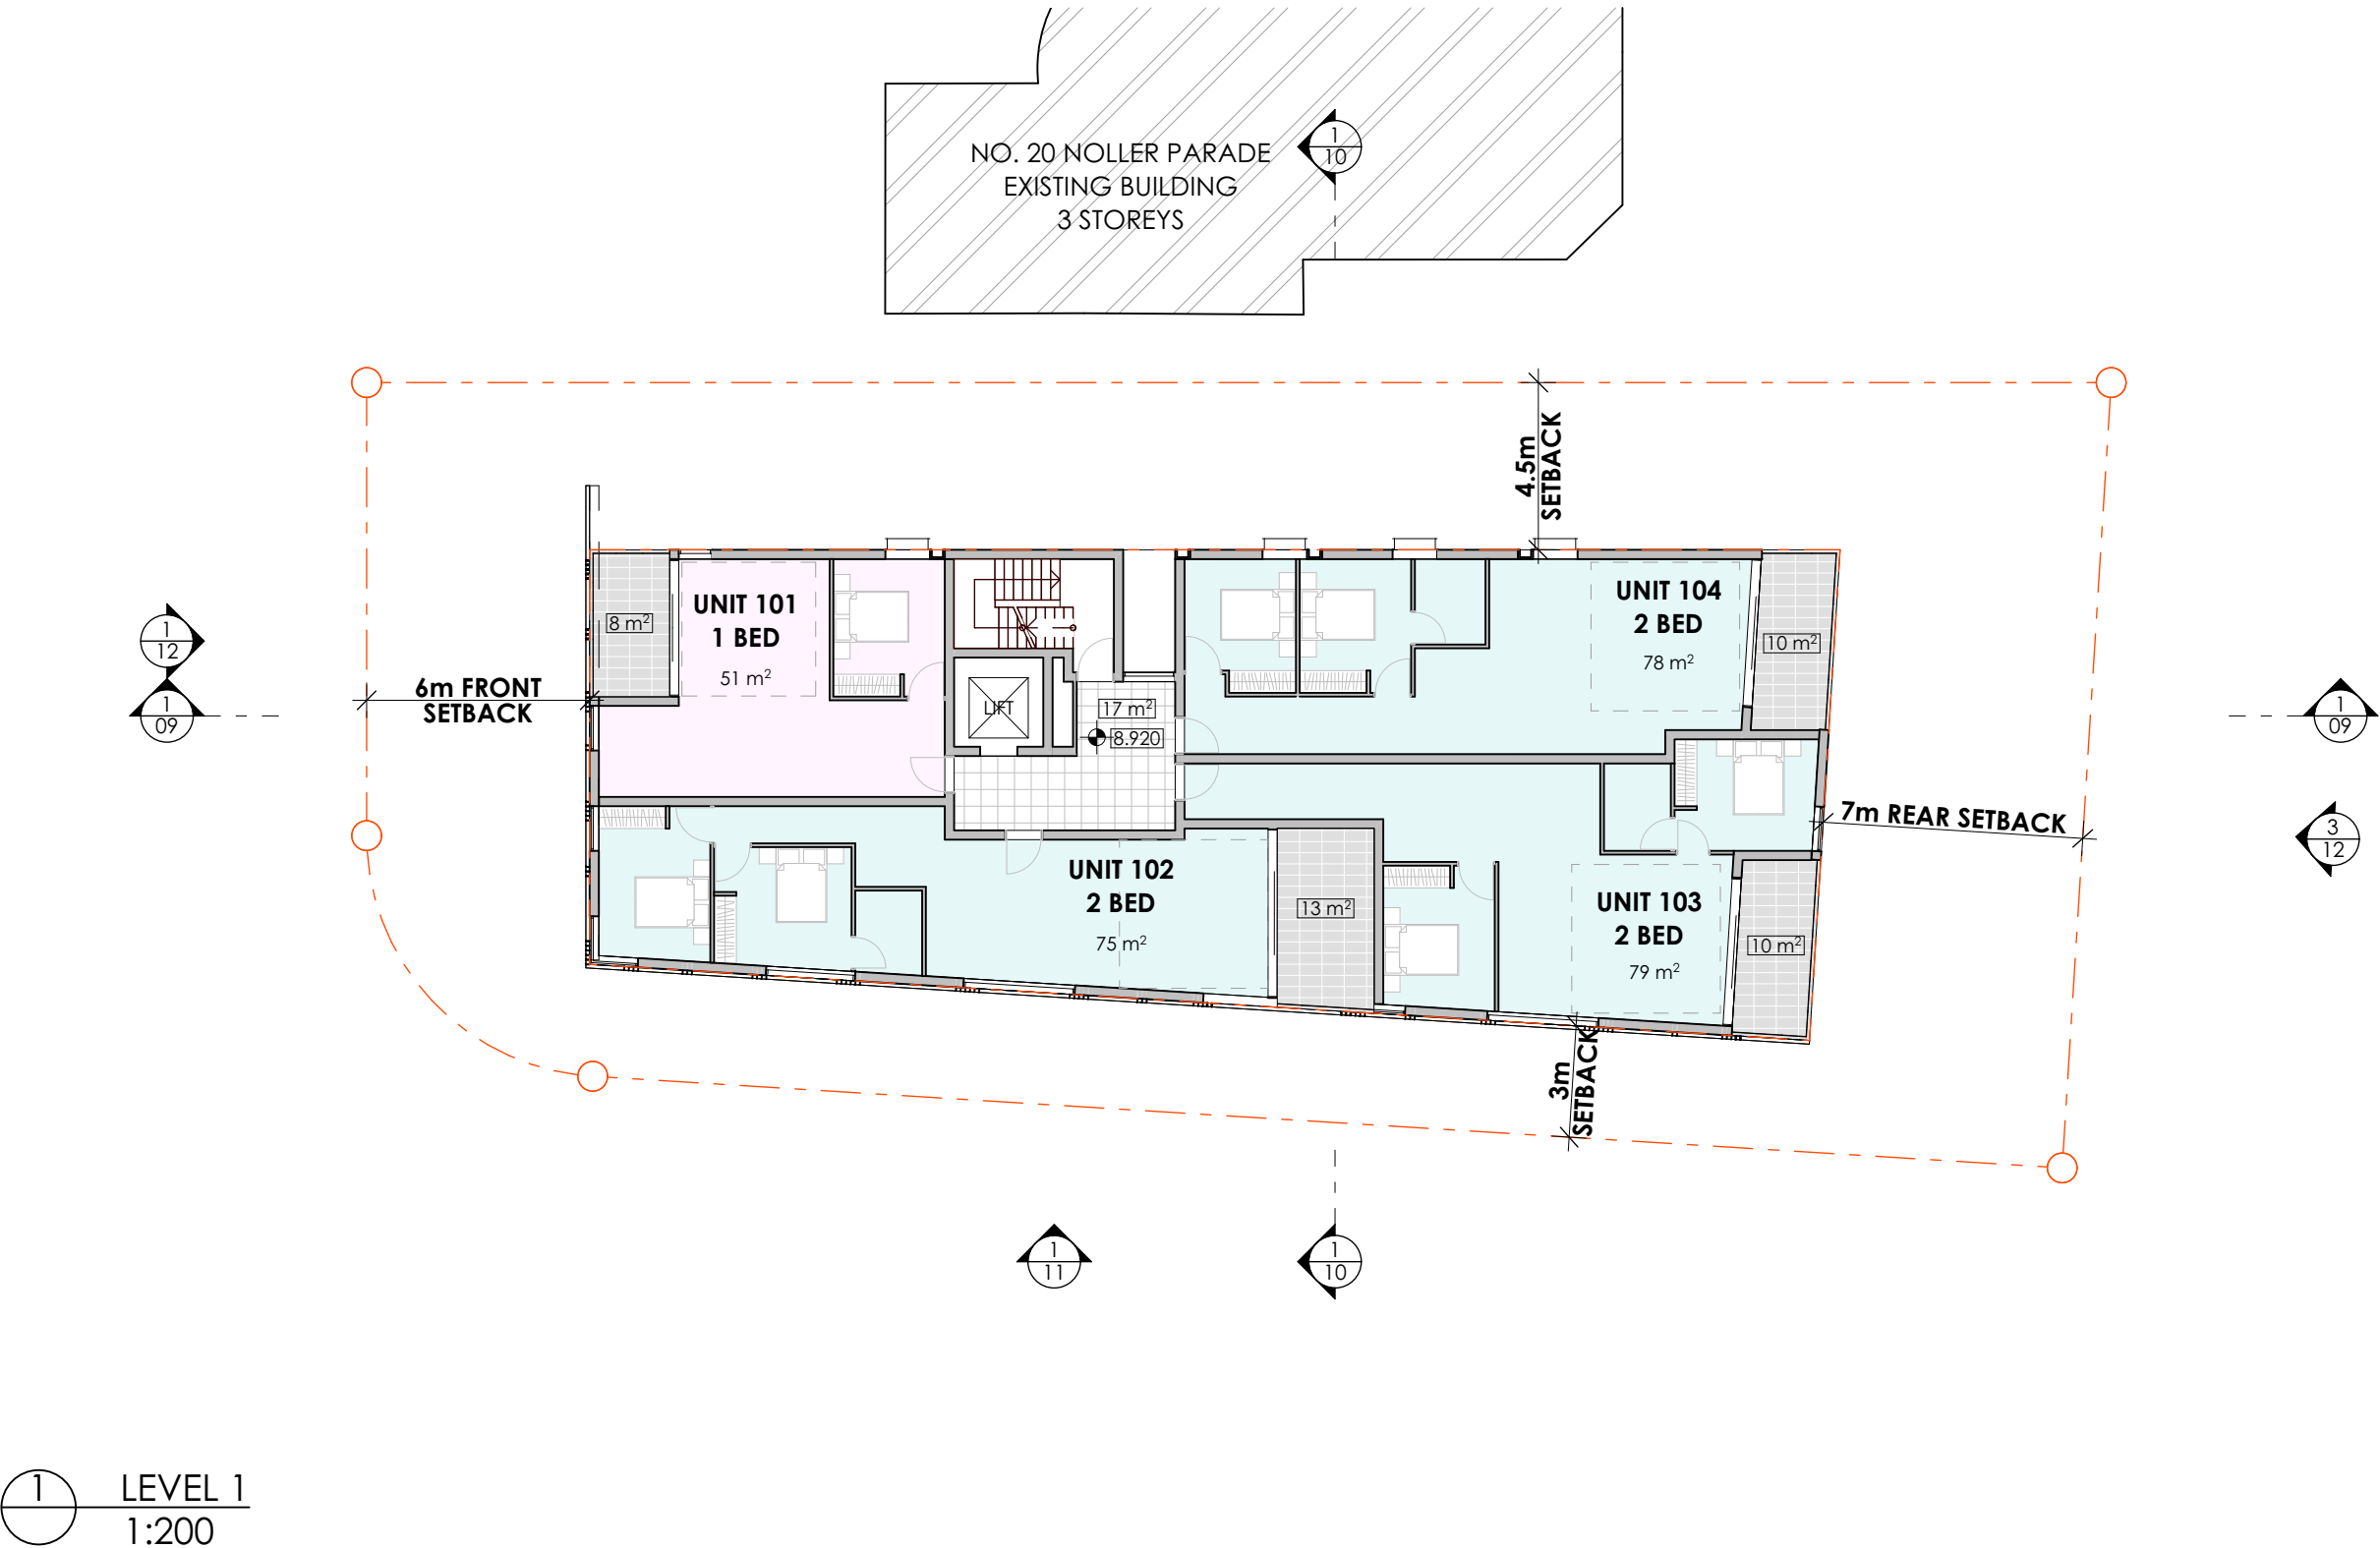 NO. 20 NOLLER PARADE
EXISTING BUILDING
3 STOREYS
1
10
4.5m
SETBACK
UNIT 101
1 BED
51 m²
8 m²
UNIT 104
2 BED
78 m²
10 m²
1
12
1
09
6m FRONT
SETBACK
LIFT
17 m²
8.920
1
09
7m REAR SETBACK
3
12
UNIT 102
2 BED
75 m²
13 m²
UNIT 103
2 BED
79 m²
10 m²
3m
SETBACK
1
11
1
10
1
LEVEL 1
1:200